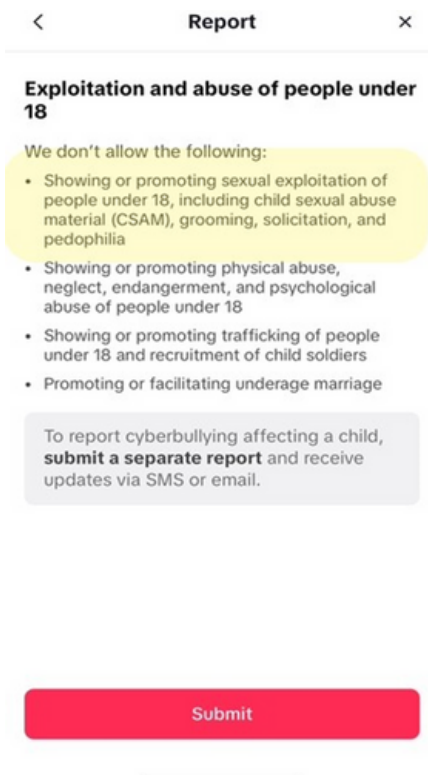 Report
Exploitation and abuse of people under
18
We don't allow the following:
• Showing or promoting sexual exploitation of
people under 18, including child sexual abuse
material (CSAM), grooming, solicitation, and
pedophilia
• Showing or promoting physical abuse,
neglect, endangerment, and psychological
abuse of people under 18
• Showing or promoting trafficking of people
under 18 and recruitment of child soldiers
• Promoting or facilitating underage marriage
To report cyberbullying affecting a child,
submit a separate report and receive
updates via SMS or email.
Submit